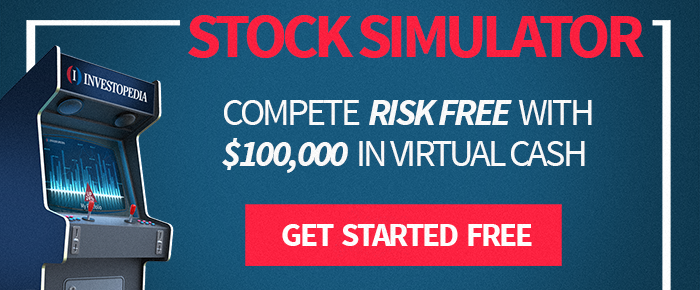 STOCK SIMULATOR
INVESTOPEDIA
COMPETE RISK FREE WITH
$100,000 IN VIRTUAL CASH
GET STARTED FREE